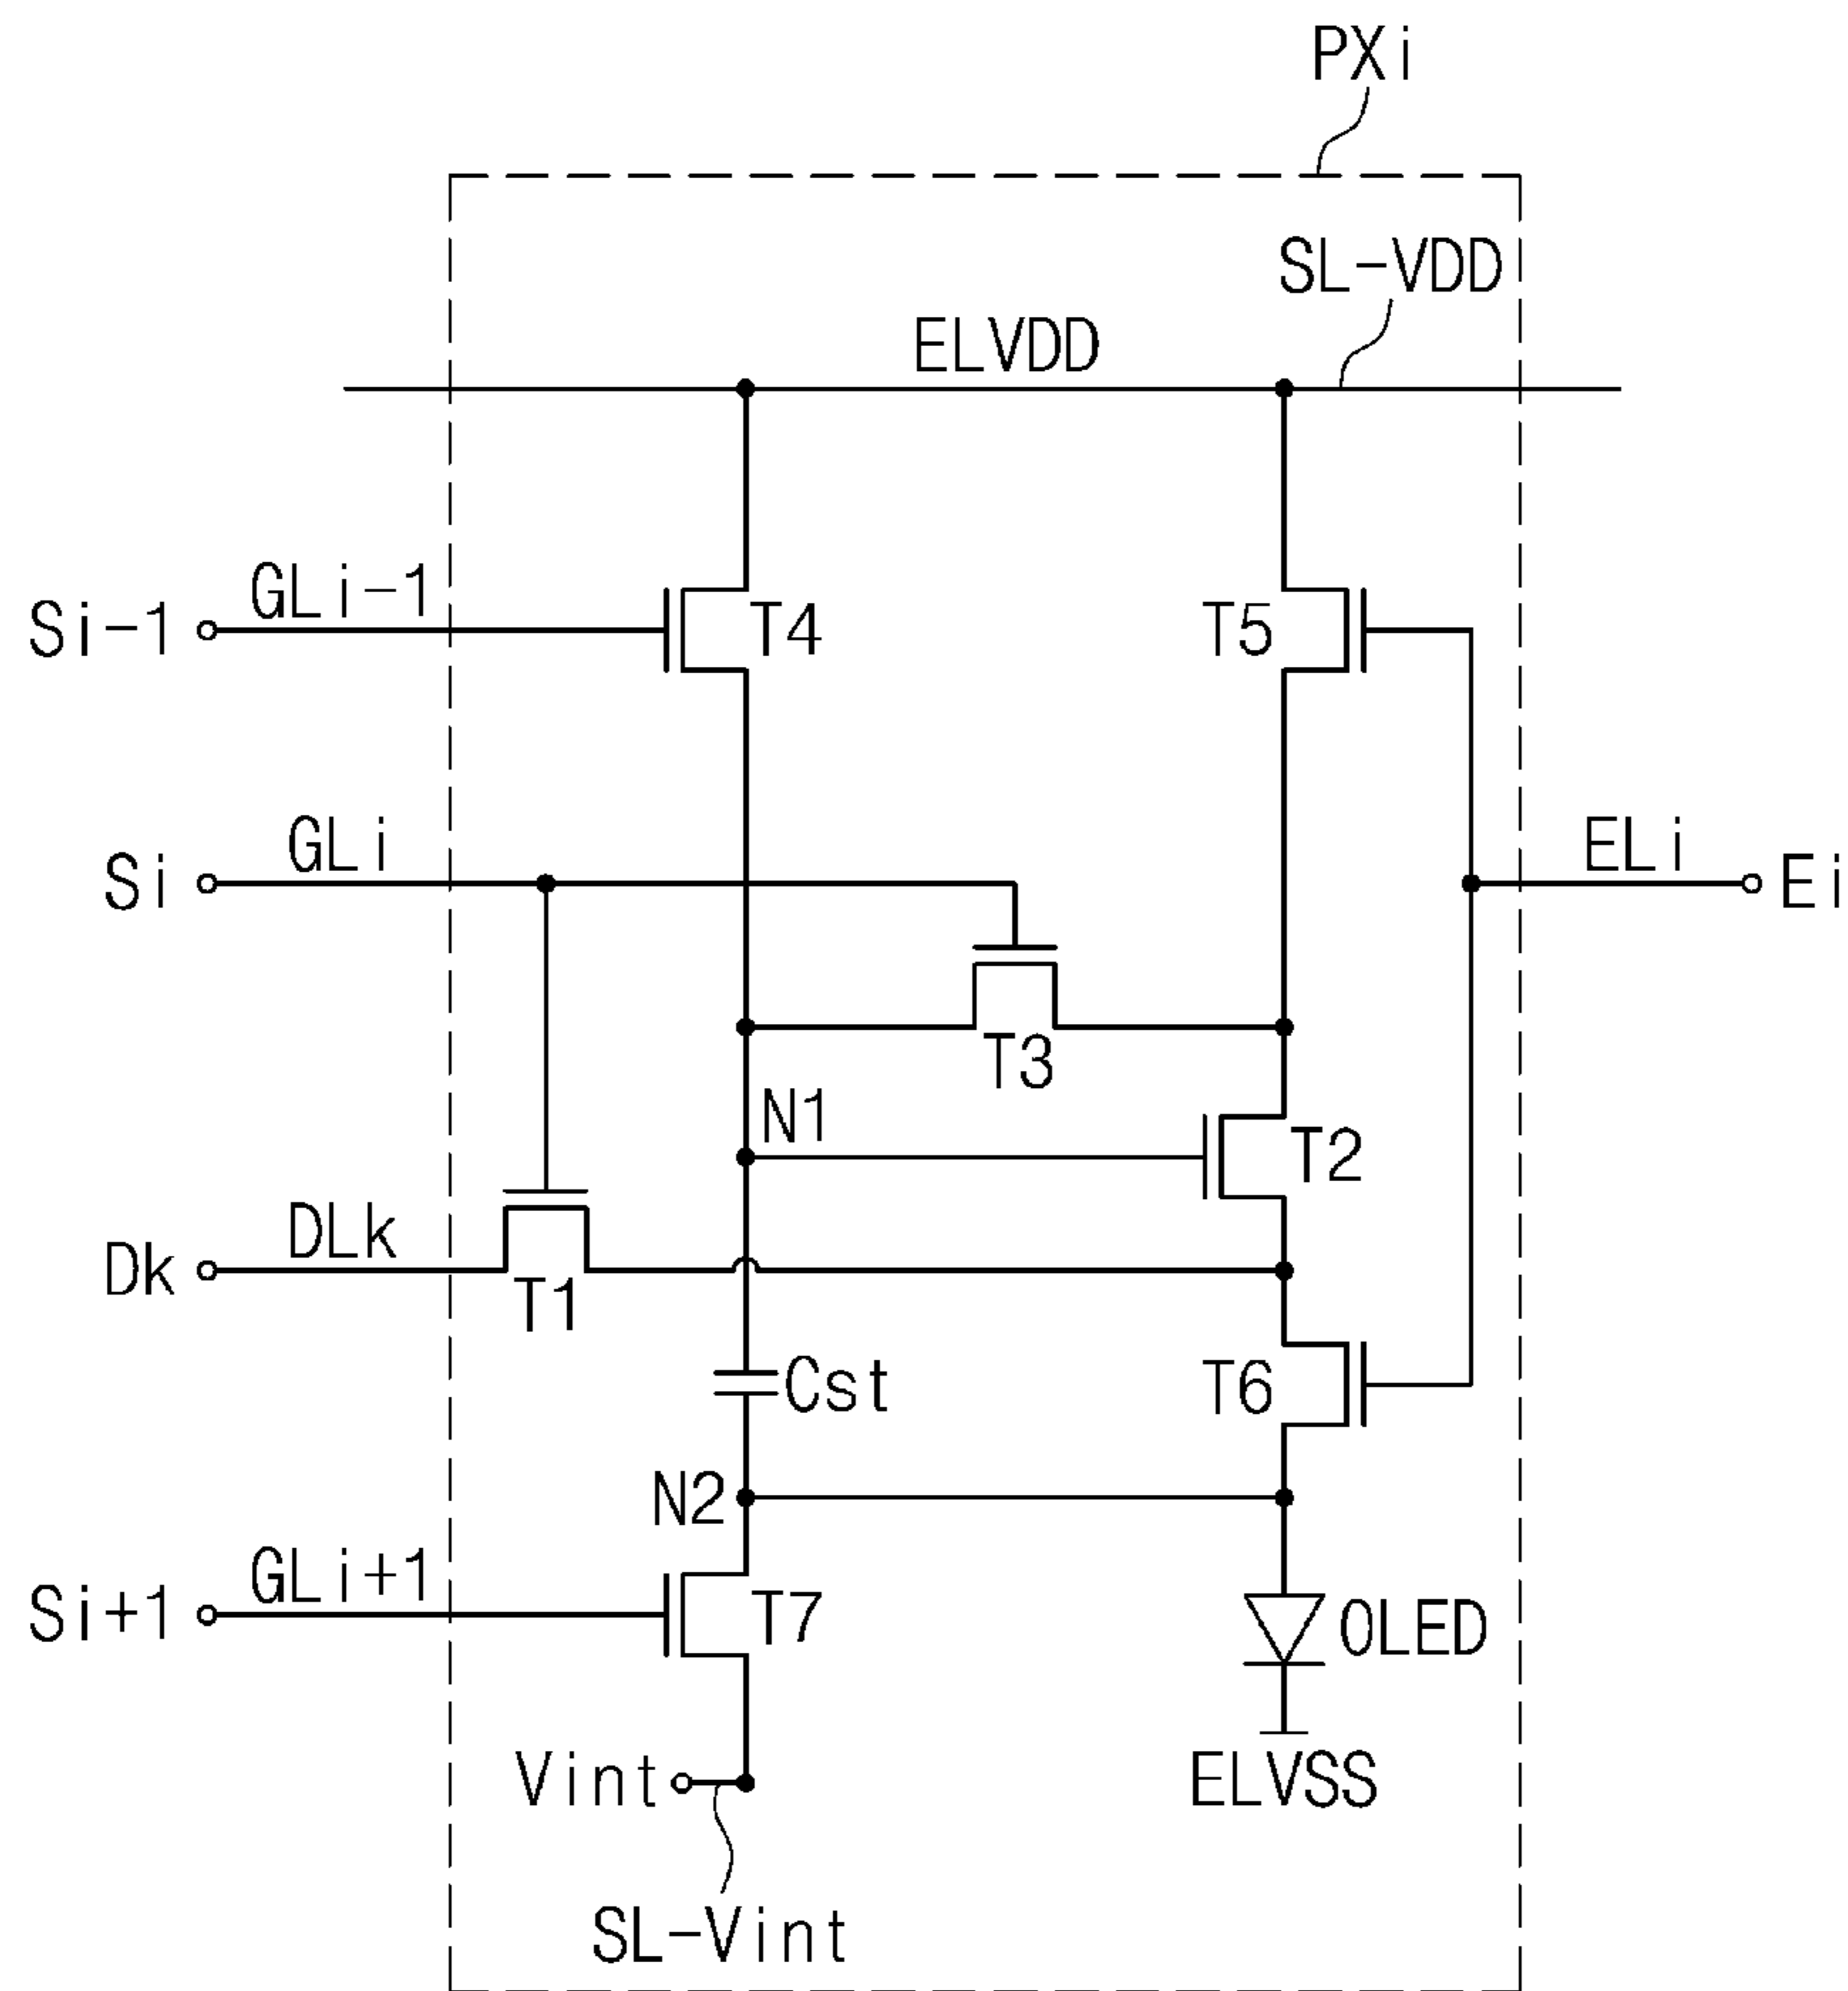 PXi
SL-VDD
ELVDD
GLi-1
Si-1
T4
T5
GLi
Si
ELi
Ei
T3
N1
T2
DLk
Dk
T1
Cst
T6
N2
GLi+1
Si+1
T7
OLED
Vint
ELVSS
SL-Vint